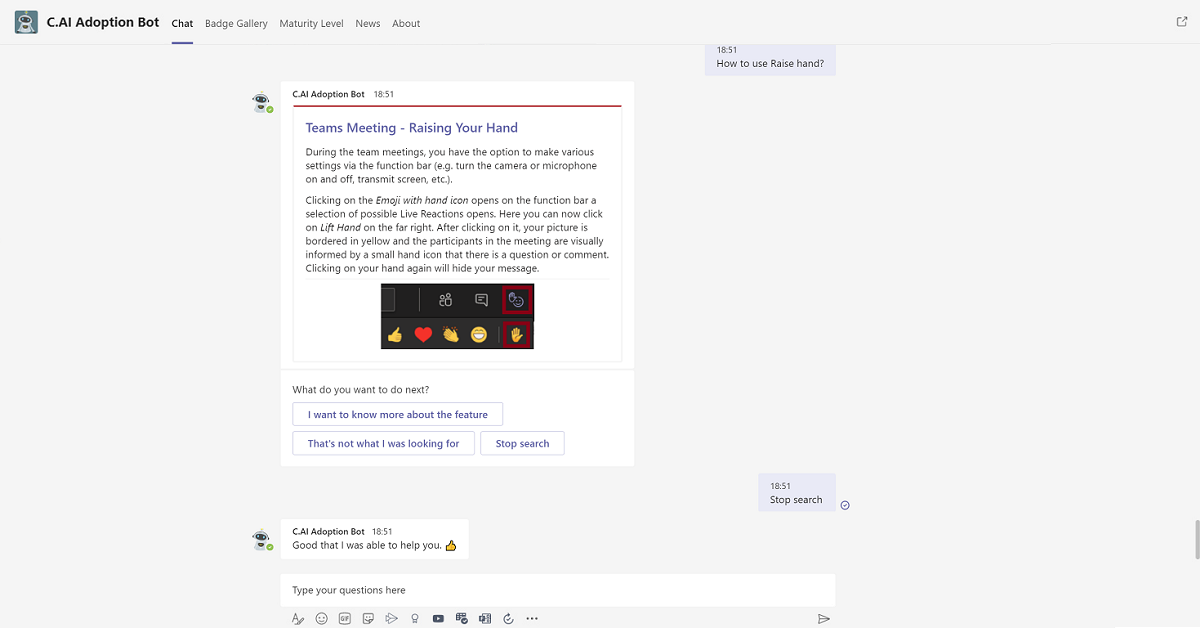 C.AI Adoption Bot Chat Badge Gallery Maturity Level News About
18:51
How to use Raise hand?
C.AI Adoption Bot 18:51
Teams Meeting - Raising Your Hand
During the team meetings, you have the option to make various
settings via the function bar (e.g. turn the camera or microphone
on and off, transmit screen, etc.).
Clicking on the Emoji with hand icon opens on the function bar a
selection of possible Live Reactions opens. Here you can now click
on Lift Hand on the far right. After clicking on it, your picture is
bordered in yellow and the participants in the meeting are visually
informed by a small hand icon that there is a question or comment.
Clicking on your hand again will hide your message.
What do you want to do next?
I want to know more about the feature
That's not what I was looking for Stop search
18:51
Stop search
C.AI Adoption Bot 18:51
Good that I was able to help you. 👍
Type your questions here
GIF